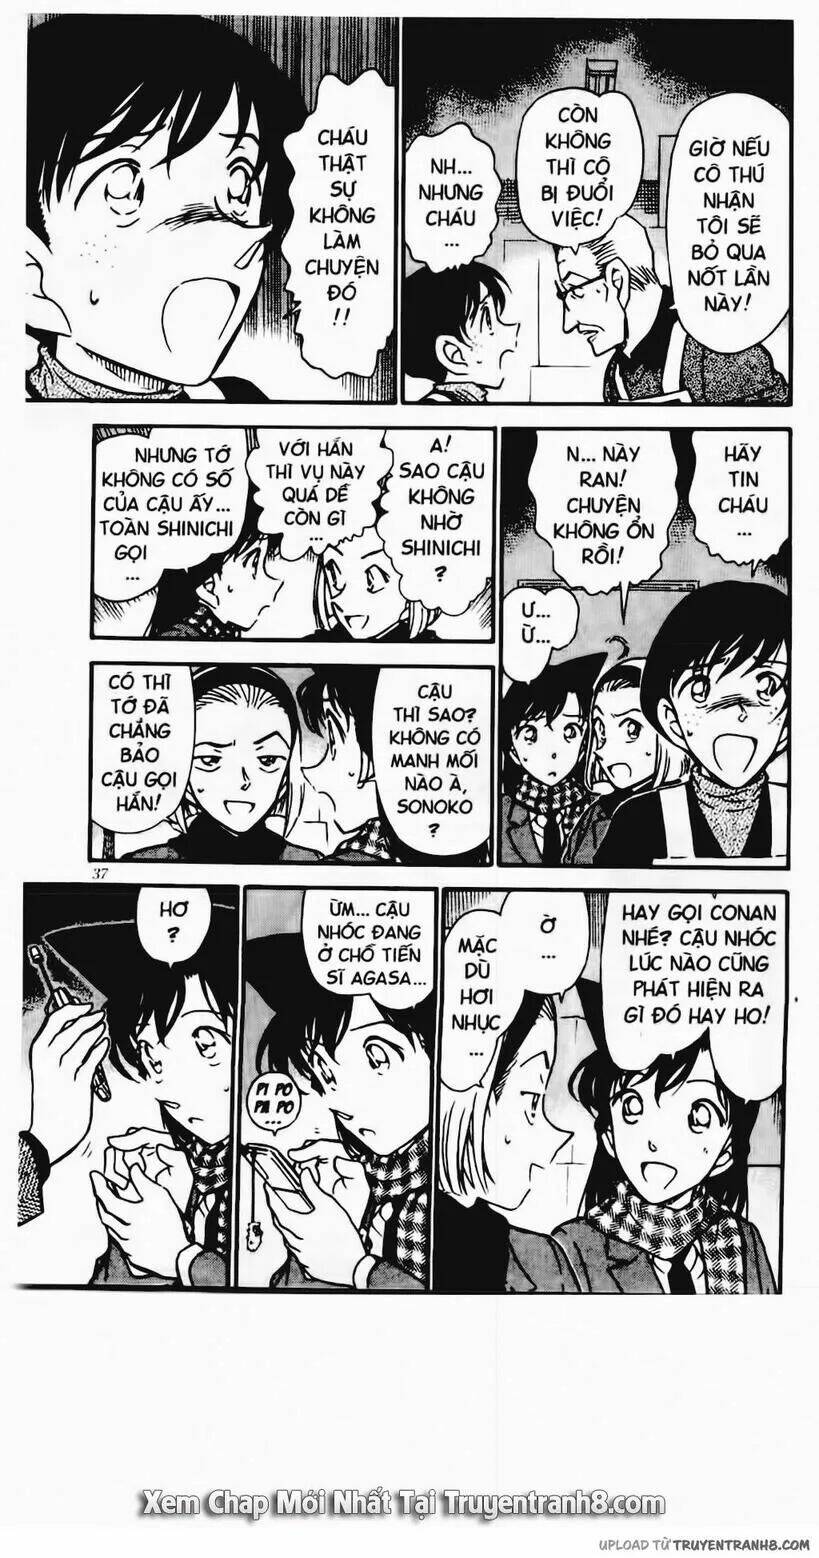 GIỜ NẾU
CÔ THÚ
NHẬN
TÔI SẼ
BỎ QUA
NỐT LẦN
NÀY!
CÒN
KHÔNG
THÌ CÔ
BỊ ĐUỔI
VIỆC!
NH...
NHƯNG
CHÁU
...
CHÁU
THẬT
SỰ
KHÔNG
LÀM
CHUYỆN
ĐÓ
!!
HÃY
TIN
CHÁU
...
N... NÀY
RAN!
CHUYỆN
KHÔNG ỔN
RỒI!
Ư...
Ừ...
A!
SAO CẬU
KHÔNG
NHỜ
SHINICHI
?
VỚI HẮN
THÌ VỤ NÀY
QUÁ DỄ
CÒN GÌ
...
NHƯNG TỚ
KHÔNG CÓ SỐ
CỦA CẬU ẤY...
TOÀN SHINICHI
GỌI
...
CẬU
THÌ SAO?
KHÔNG CÓ
MANH MỐI
NÀO À,
SONOKO
?
CÓ THÌ
TỚ ĐÃ
CHẲNG
BẢO
CẬU GỌI
HẮN!
37
HAY GỌI CONAN
NHÉ? CẬU NHÓC
LÚC NÀO CŨNG
PHÁT HIỆN RA
GÌ ĐÓ HAY HO!
Ờ
...
MẶC
DÙ
HƠI
NHỤC
...
ỪM... CẬU
NHÓC ĐANG
Ở CHỖ TIẾN
SĨ AGASA...
PI PO
PA PO
...
HƠ
?
Xem Chap Mới Nhất Tại Truyentranh8.com
UPLOAD TỪ TRUYENTRANH8.COM